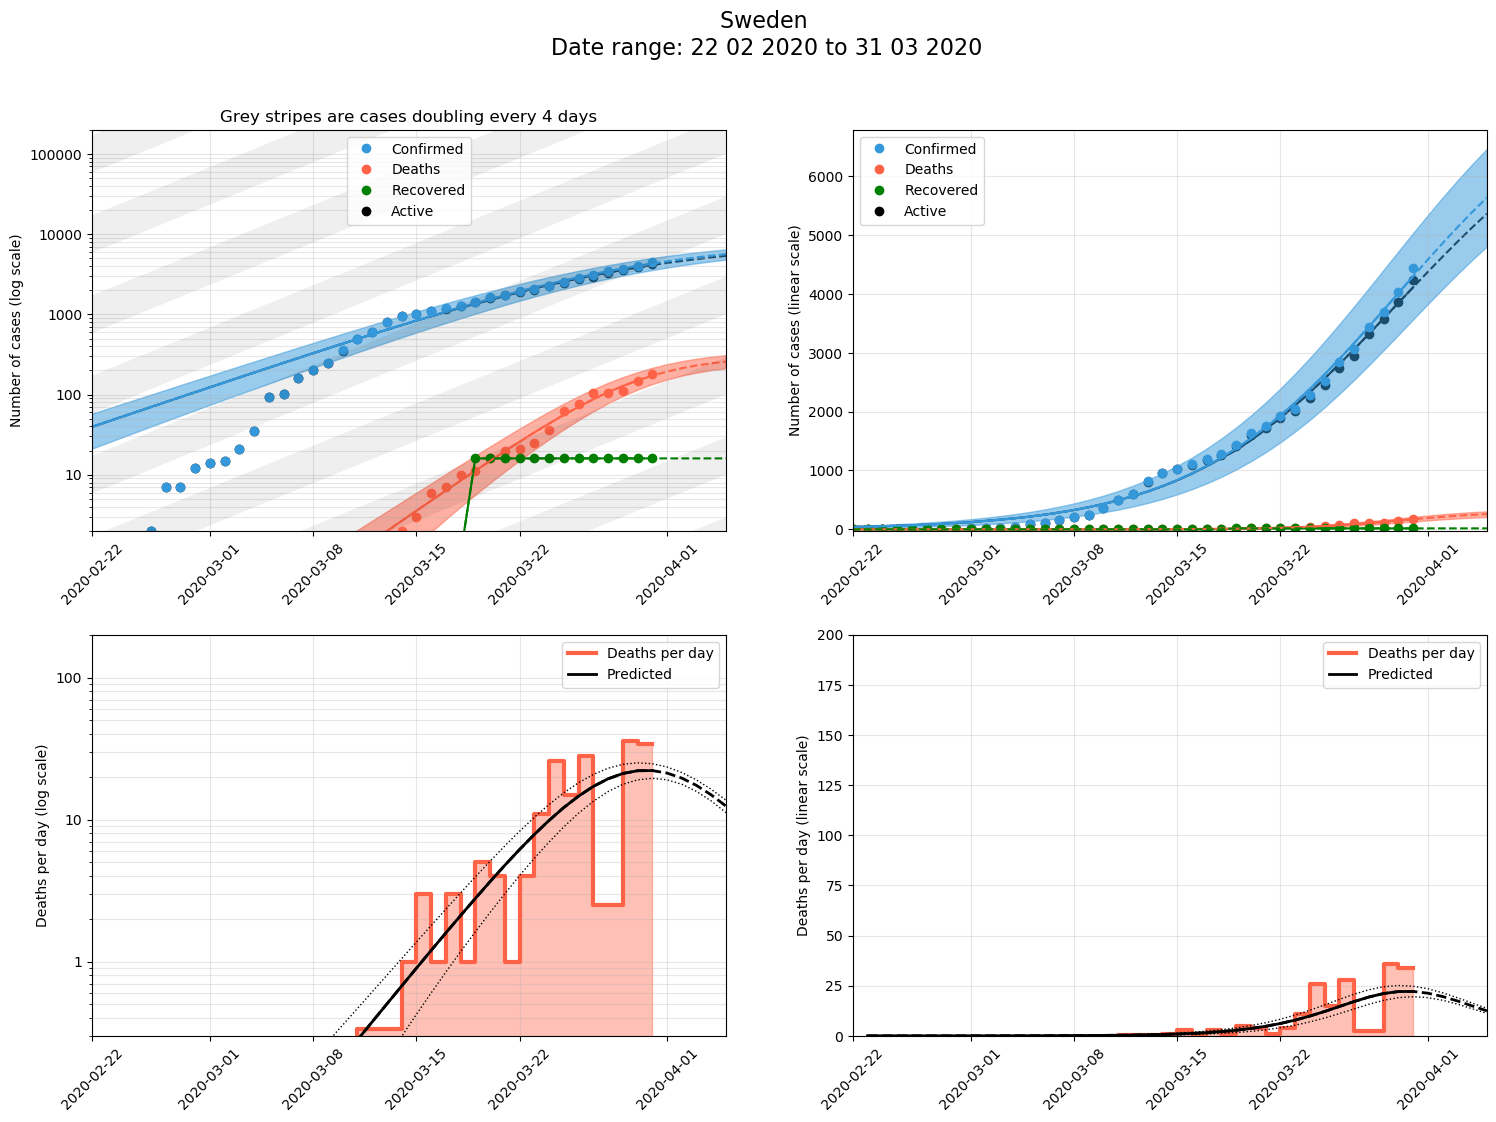 Sweden
Date range: 22 02 2020 to 31 03 2020
Grey stripes are cases doubling every 4 days
Number of cases (log scale)
100000
10000
1000
100
10
Confirmed
Deaths
Recovered
Active
2020-02-22
2020-03-01
2020-03-08
2020-03-15
2020-03-22
2020-04-01
Number of cases (linear scale)
6000
5000
4000
3000
2000
1000
0
Confirmed
Deaths
Recovered
Active
2020-02-22
2020-03-01
2020-03-08
2020-03-15
2020-03-22
2020-04-01
Deaths per day (log scale)
100
10
1
Deaths per day
Predicted
2020-02-22
2020-03-01
2020-03-08
2020-03-15
2020-03-22
2020-04-01
Deaths per day (linear scale)
200
175
150
125
100
75
50
25
0
Deaths per day
Predicted
2020-02-22
2020-03-01
2020-03-08
2020-03-15
2020-03-22
2020-04-01